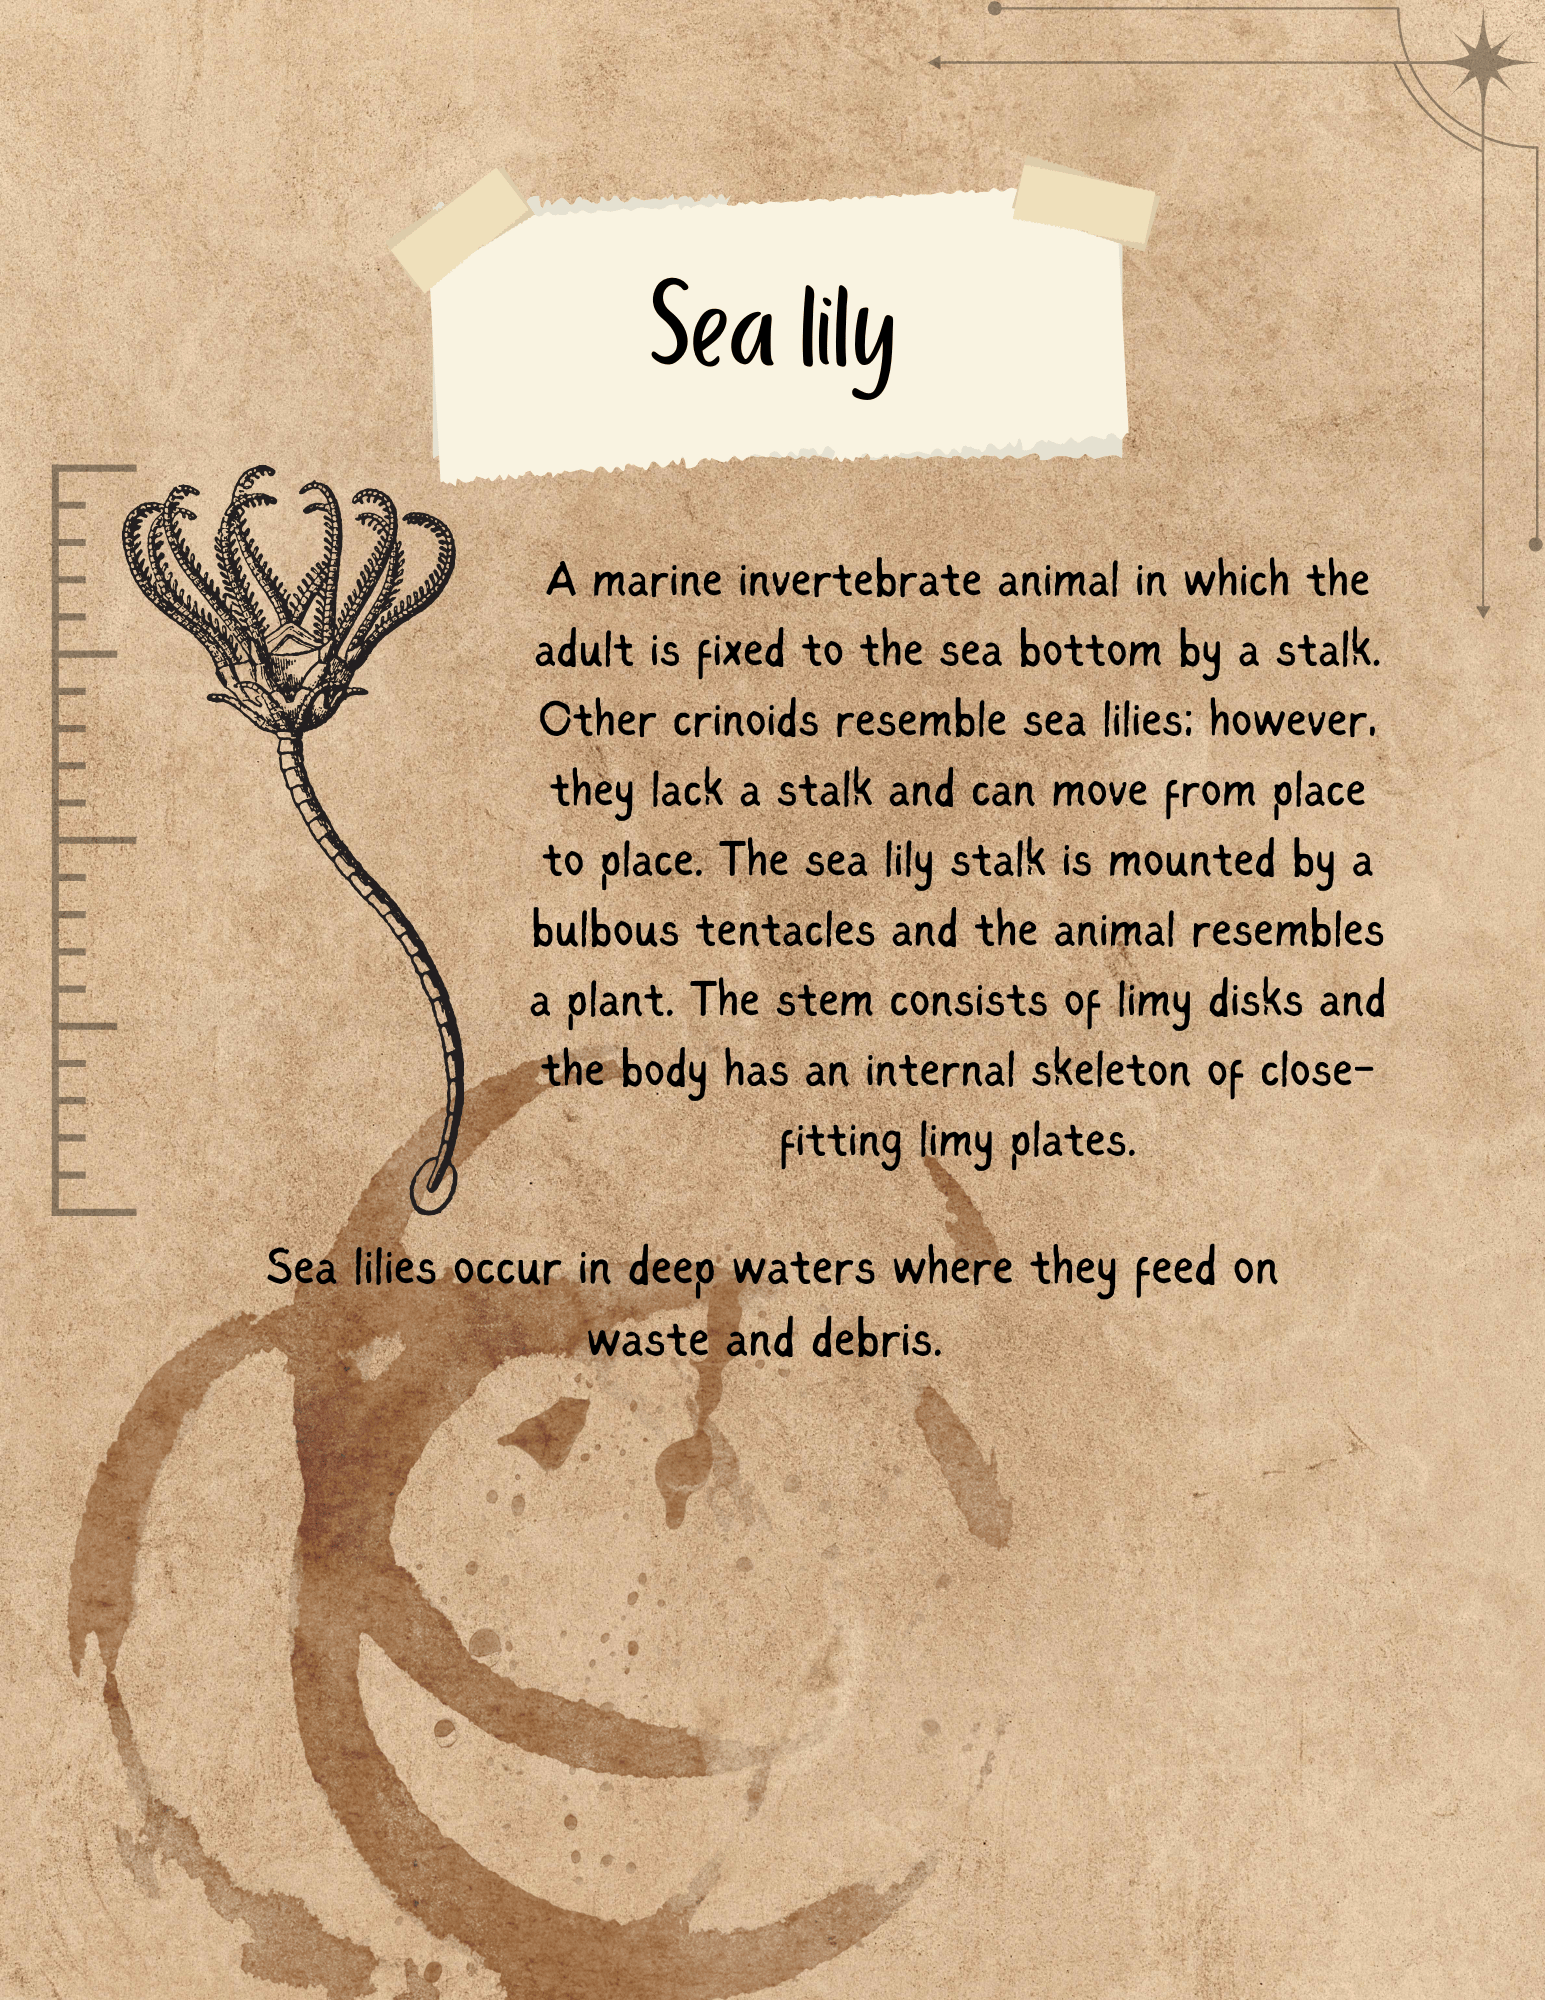 Sea lily
A marine invertebrate animal in which the
adult is fixed to the sea bottom by a stalk.
Other crinoids resemble sea lilies; however,
they lack a stalk and can move from place
to place. The sea lily stalk is mounted by a
bulbous tentacles and the animal resembles
a plant. The stem consists of limy disks and
the body has an internal skeleton of close-
fitting limy plates.
Sea lilies occur in deep waters where they feed on
waste and debris.